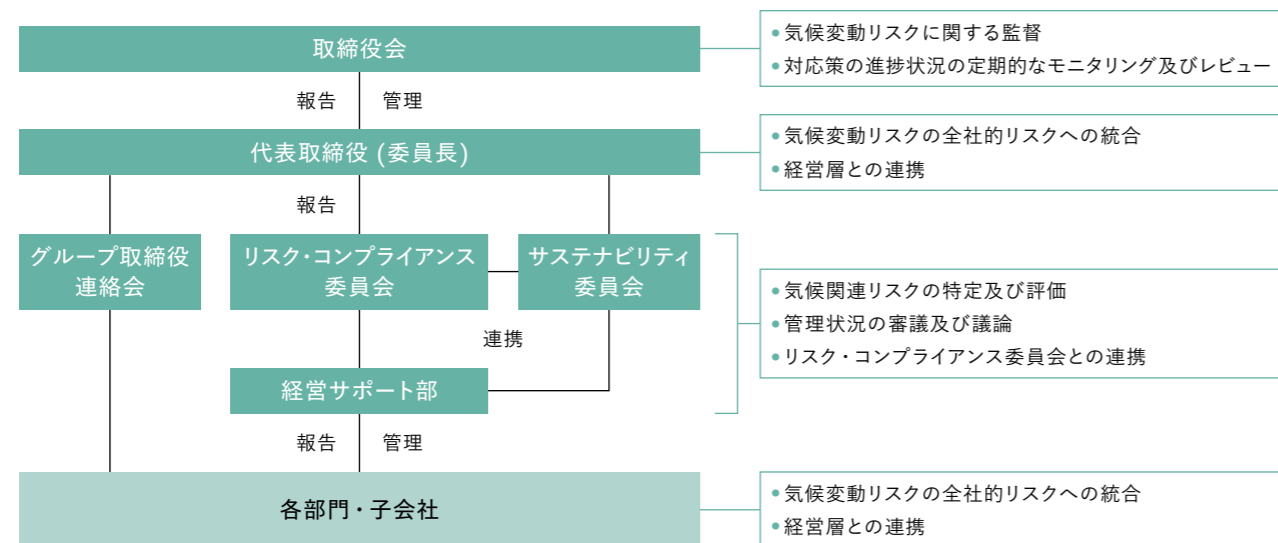 取締役会
• 気候変動リスクに関する監督
• 対応策の進捗状況の定期的なモニタリング及びレビュー
報告 管理
代表取締役 (委員長)
• 気候変動リスクの全社的リスクへの統合
• 経営層との連携
報告
グループ取締役
連絡会
リスク・コンプライアンス
委員会
サステナビリティ
委員会
• 気候関連リスクの特定及び評価
• 管理状況の審議及び議論
• リスク・コンプライアンス委員会との連携
連携
経営サポート部
報告 管理
各部門・子会社
• 気候変動リスクの全社的リスクへの統合
• 経営層との連携